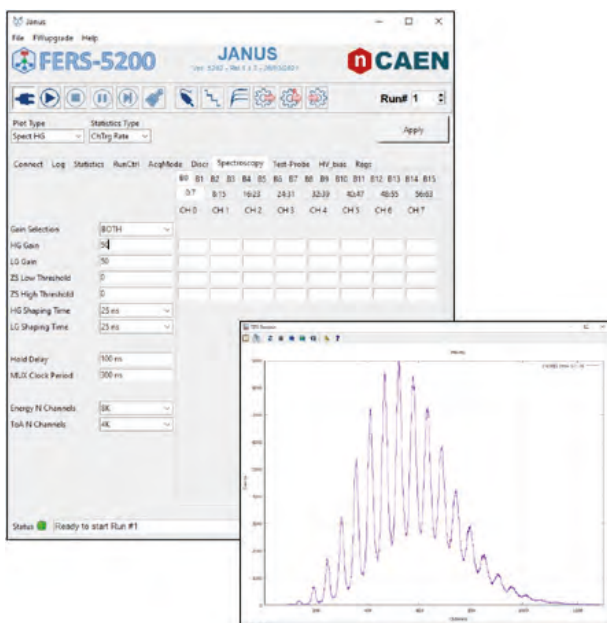 Janus
File FWupgrade Help
FERS-5200
JANUS
CAEN
Run# 1
Plot Type
Statistics Type
Spect HG
ChTrg Rate
Apply
Connect Log Statistics RunCtrl AcqMode Discr Spectroscopy Test-Probe HV_bias Regs
B0 B1 B2 B3 B4 B5 B6 B7 B8 B9 B10 B11 B12 B13 B14 B15
0:7 8:15 16:23 24:31 32:39 40:47 48:55 56:63
CH 0 CH 1 CH 2 CH 3 CH 4 CH 5 CH 6 CH 7
Gain Selection BOTH
HG Gain 50
LG Gain 50
ZS Low Threshold 0
ZS High Threshold 0
HG Shaping Time 25 ns
LG Shaping Time 25 ns
Hold Delay 100 ns
MUX Clock Period 300 ns
Energy N Channels 8K
ToA N Channels 4K
Status Ready to start Run #1